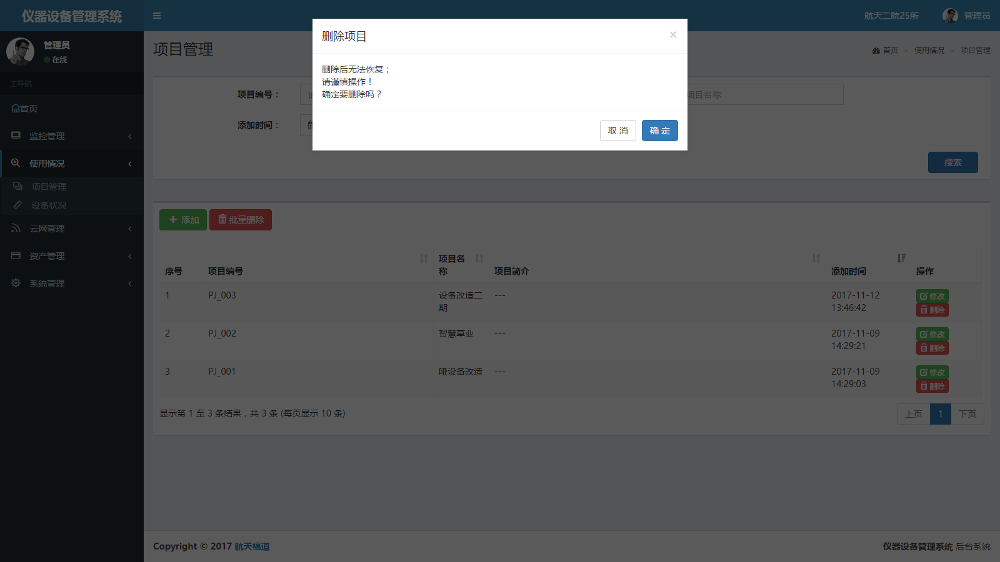 仪器设备管理系统
航天二院25所
管理员
管理员
在线
主导航
首页
监控管理
使用情况
项目管理
设备状况
云网管理
资产管理
系统管理
项目管理
首页 > 使用情况 > 项目管理
删除项目
×
删除后无法恢复；
请谨慎操作！
确定要删除吗？
取 消
确 定
项目编号：
项目名称
添加时间：
搜索
添加
批量删除
序号
项目编号
项目名称
项目简介
添加时间
操作
1
PJ_003
设备改造二期
---
2017-11-12 13:46:42
修改
删除
2
PJ_002
智慧草业
---
2017-11-09 14:29:21
修改
删除
3
PJ_001
哑设备改造
---
2017-11-09 14:29:03
修改
删除
显示第 1 至 3 条结果，共 3 条 (每页显示 10 条)
上页
1
下页
Copyright © 2017 航天福道
仪器设备管理系统 后台系统